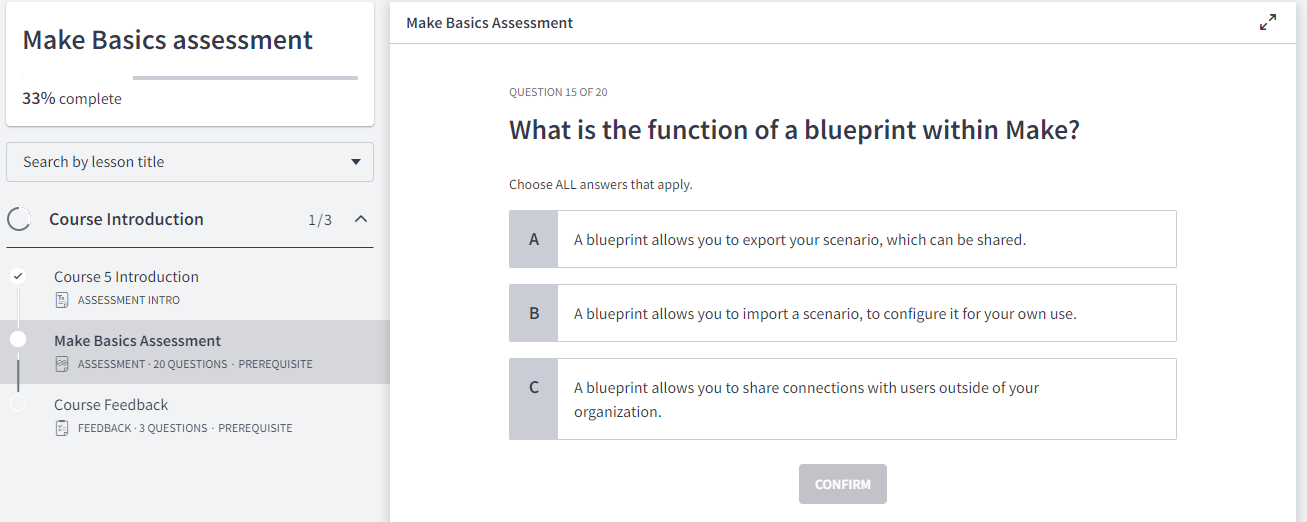 Make Basics assessment
33% complete
Search by lesson title
Course Introduction 1/3
Course 5 Introduction
ASSESSMENT INTRO
Make Basics Assessment
ASSESSMENT · 20 QUESTIONS · PREREQUISITE
Course Feedback
FEEDBACK · 3 QUESTIONS · PREREQUISITE
Make Basics Assessment
QUESTION 15 OF 20
What is the function of a blueprint within Make?
Choose ALL answers that apply.
A A blueprint allows you to export your scenario, which can be shared.
B A blueprint allows you to import a scenario, to configure it for your own use.
C A blueprint allows you to share connections with users outside of your
organization.
CONFIRM